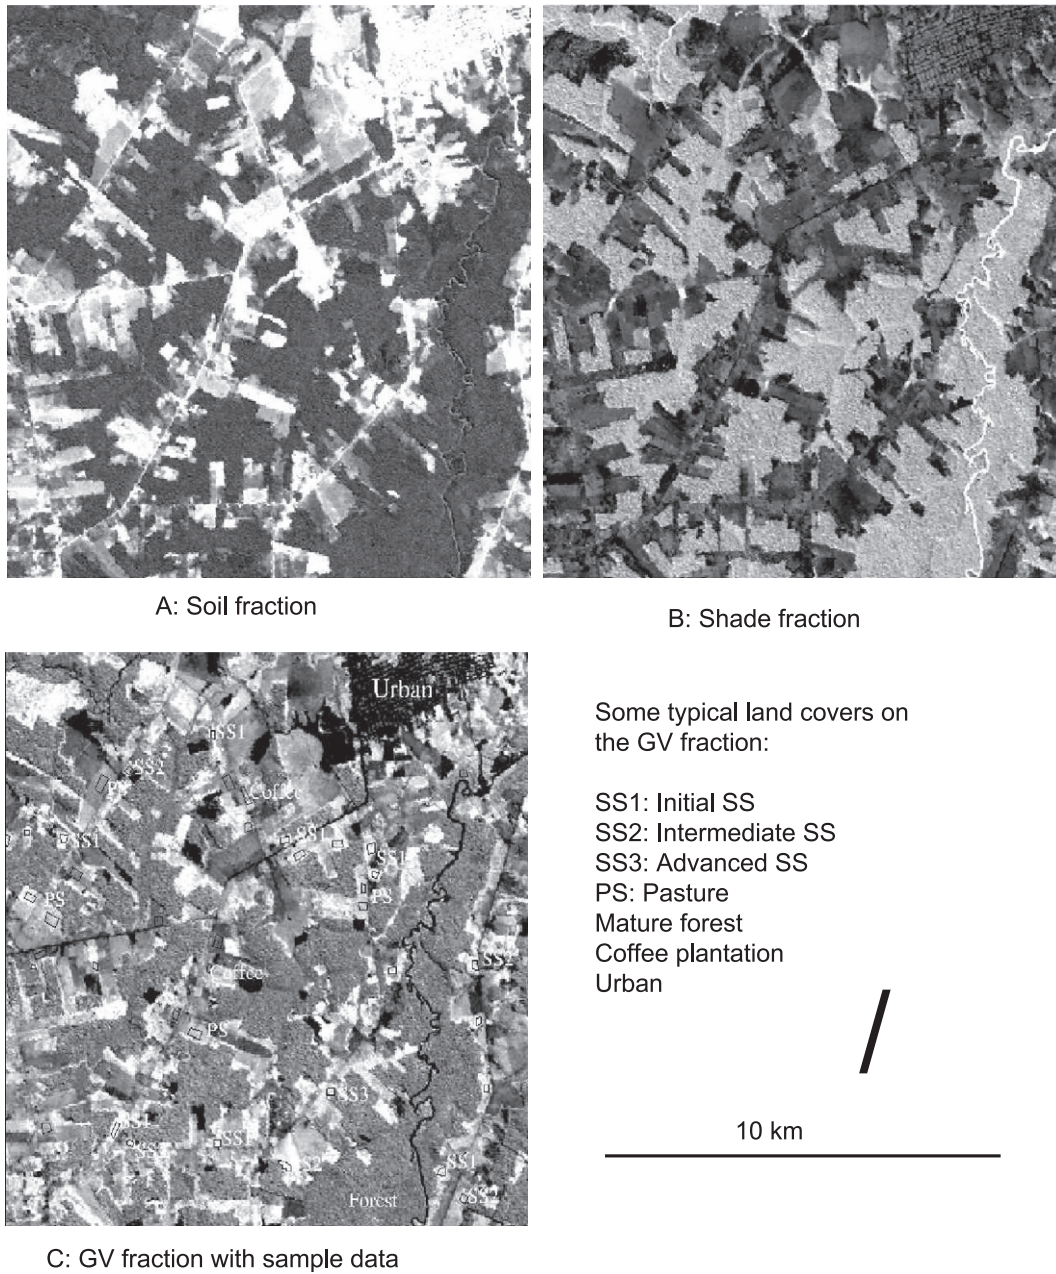 A: Soil fraction
B: Shade fraction
Urban
SS1
SS2
PS
Coffee
SS1
SS1
SS1
PS
PS
SS2
Coffee
PS
SS3
SS1
SS1
SS1
SS2
Forest
C: GV fraction with sample data
Some typical land covers on
the GV fraction:
SS1: Initial SS
SS2: Intermediate SS
SS3: Advanced SS
PS: Pasture
Mature forest
Coffee plantation
Urban
10 km